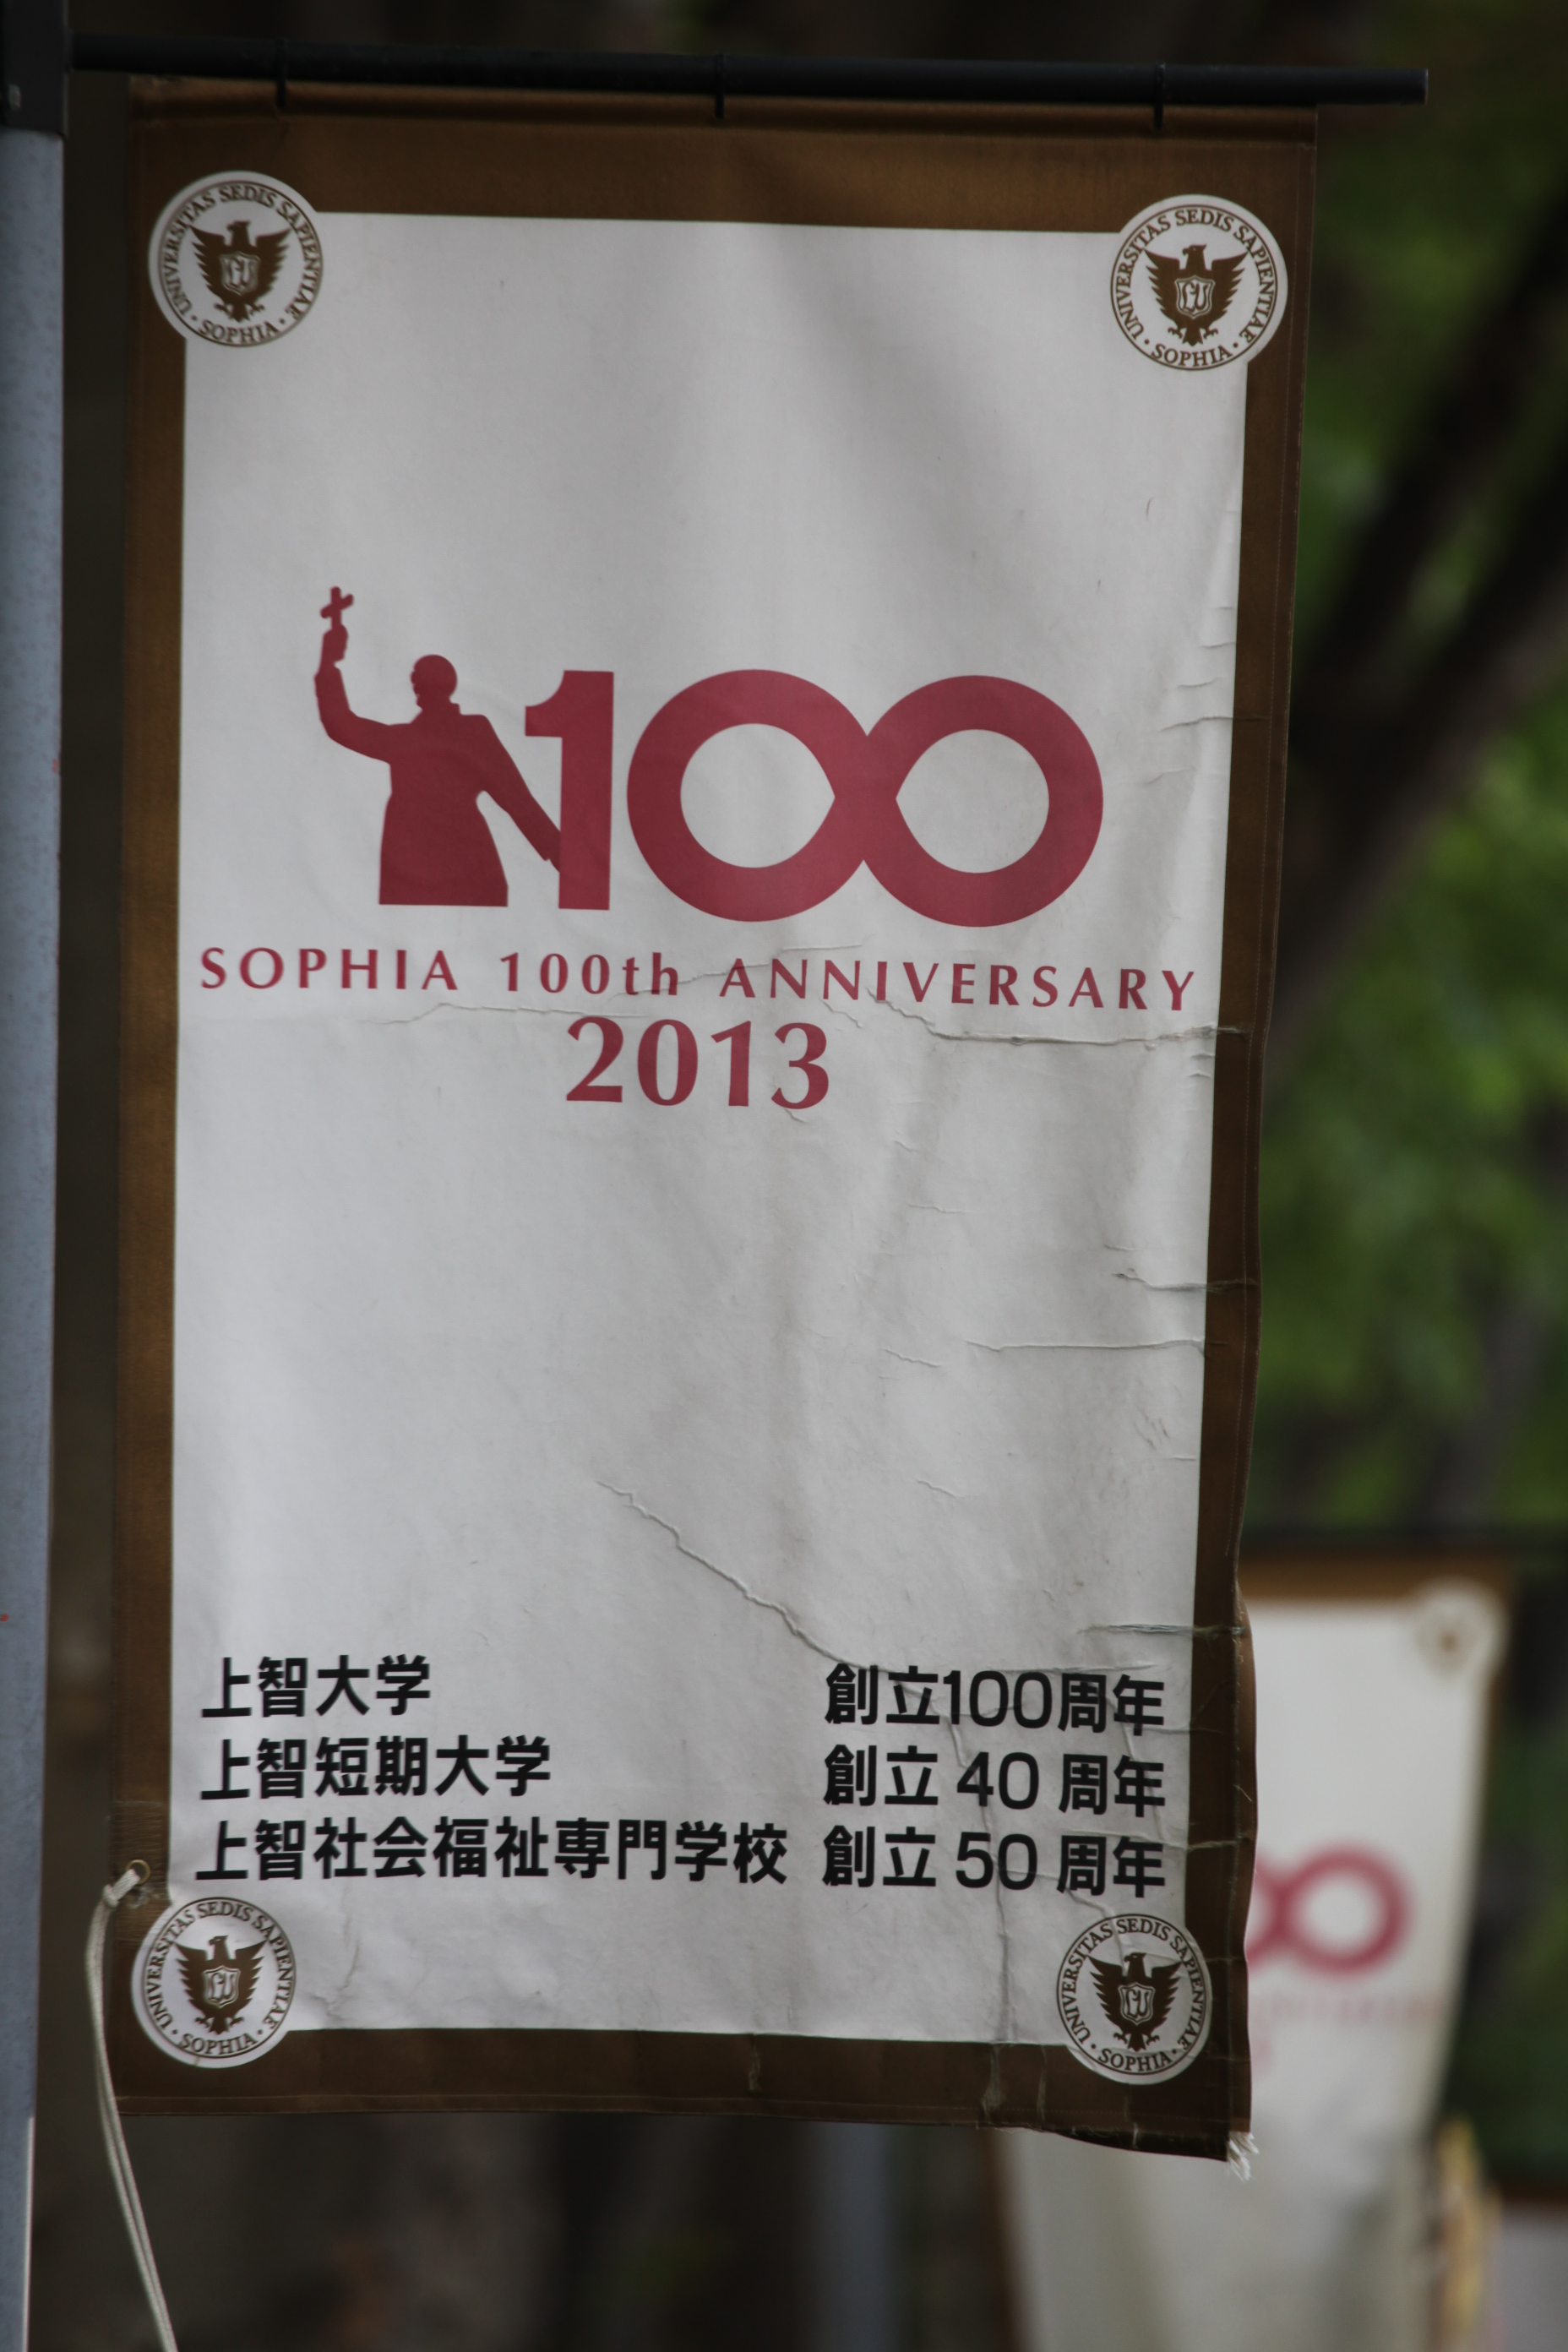 UNIVERSITAS SEDIS SAPIENTIAE
• SOPHIA •
UNIVERSITAS SEDIS SAPIENTIAE
• SOPHIA •
100
SOPHIA 100th ANNIVERSARY
2013
上智大学 創立100周年
上智短期大学 創立 40 周年
上智社会福祉専門学校 創立 50 周年
UNIVERSITAS SEDIS SAPIENTIAE
• SOPHIA •
UNIVERSITAS SEDIS SAPIENTIAE
• SOPHIA •